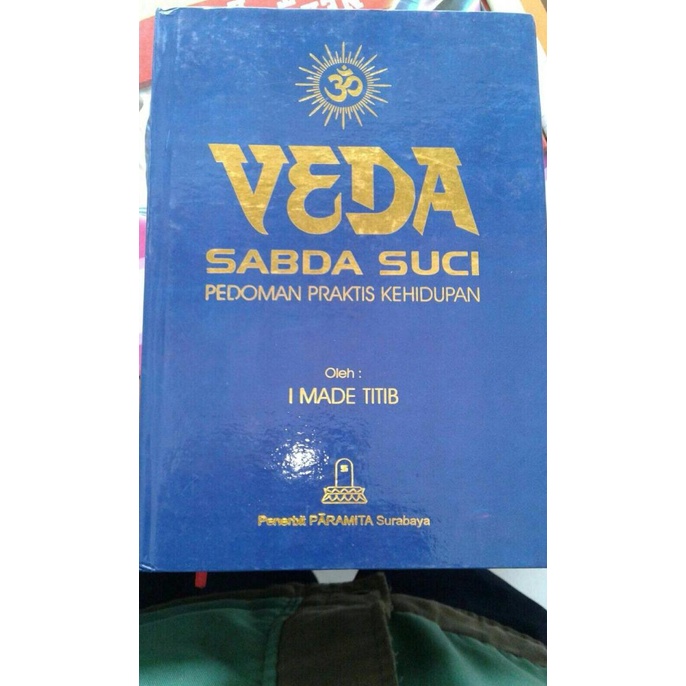 ॐ
VEDA
SABDA SUCI
PEDOMAN PRAKTIS KEHIDUPAN
Oleh :
I MADE TITIB
S
Penerbit PĀRAMITA Surabaya